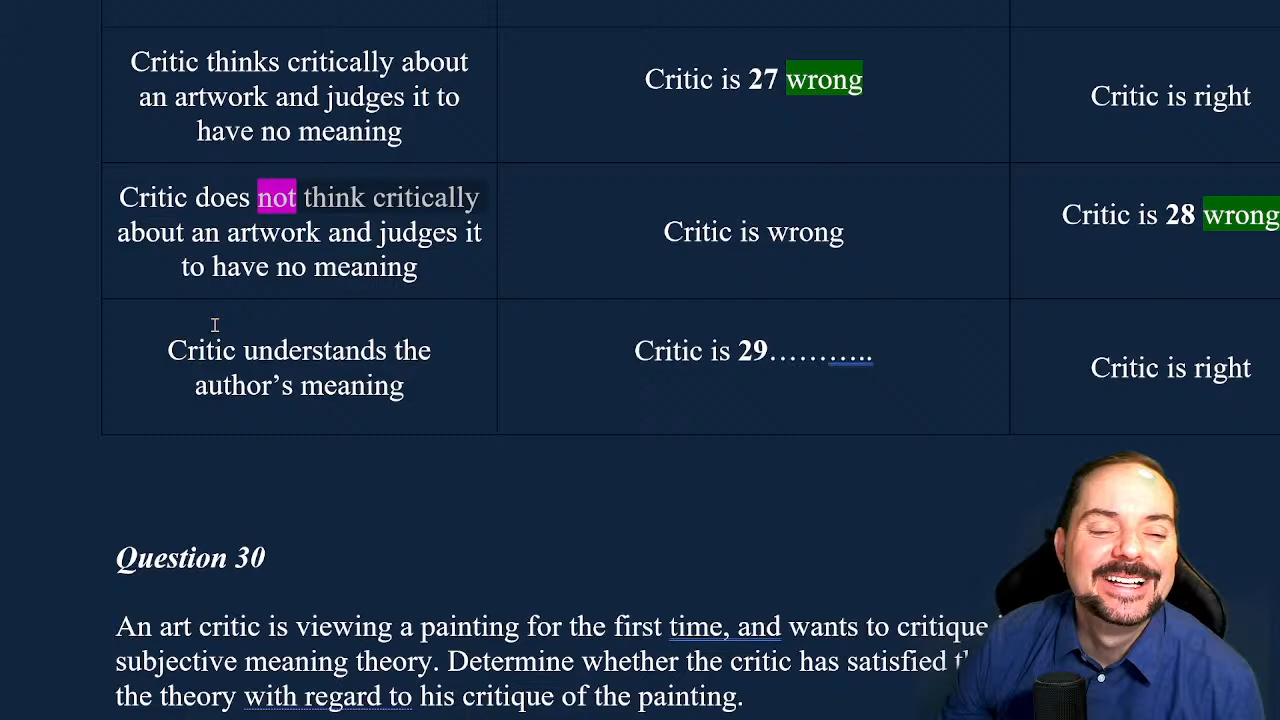 Critic thinks critically about
an artwork and judges it to
have no meaning
Critic is 27 wrong
Critic is right
Critic does not think critically
about an artwork and judges it
to have no meaning
Critic is wrong
Critic is 28 wrong
Critic understands the
author’s meaning
Critic is 29………..
Critic is right
Question 30
An art critic is viewing a painting for the first time, and wants to critique
subjective meaning theory. Determine whether the critic has satisfied
the theory with regard to his critique of the painting.